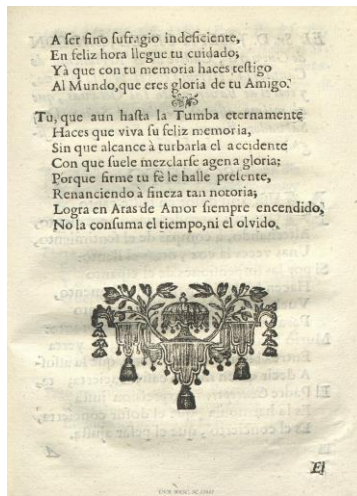 A ſer fino ſufragio indeficiente,
En feliz hora llegue tu cuidado;
Yà que con tu memoria haces teſtigo
Al Mundo, que eres gloria de tu Amigo.
Tu, que aun haſta la Tumba eternamente
Haces que viva ſu feliz memoria,
Sin que alcance à turbarla el accidente
Con que ſuele mezclarſe agena gloria;
Porque firme tu fè le halle preſente,
Renanciendo à fineza tan notoria;
Logra en Aras de Amor ſiempre encendido,
No la conſuma el tiempo, ni el olvido.
El